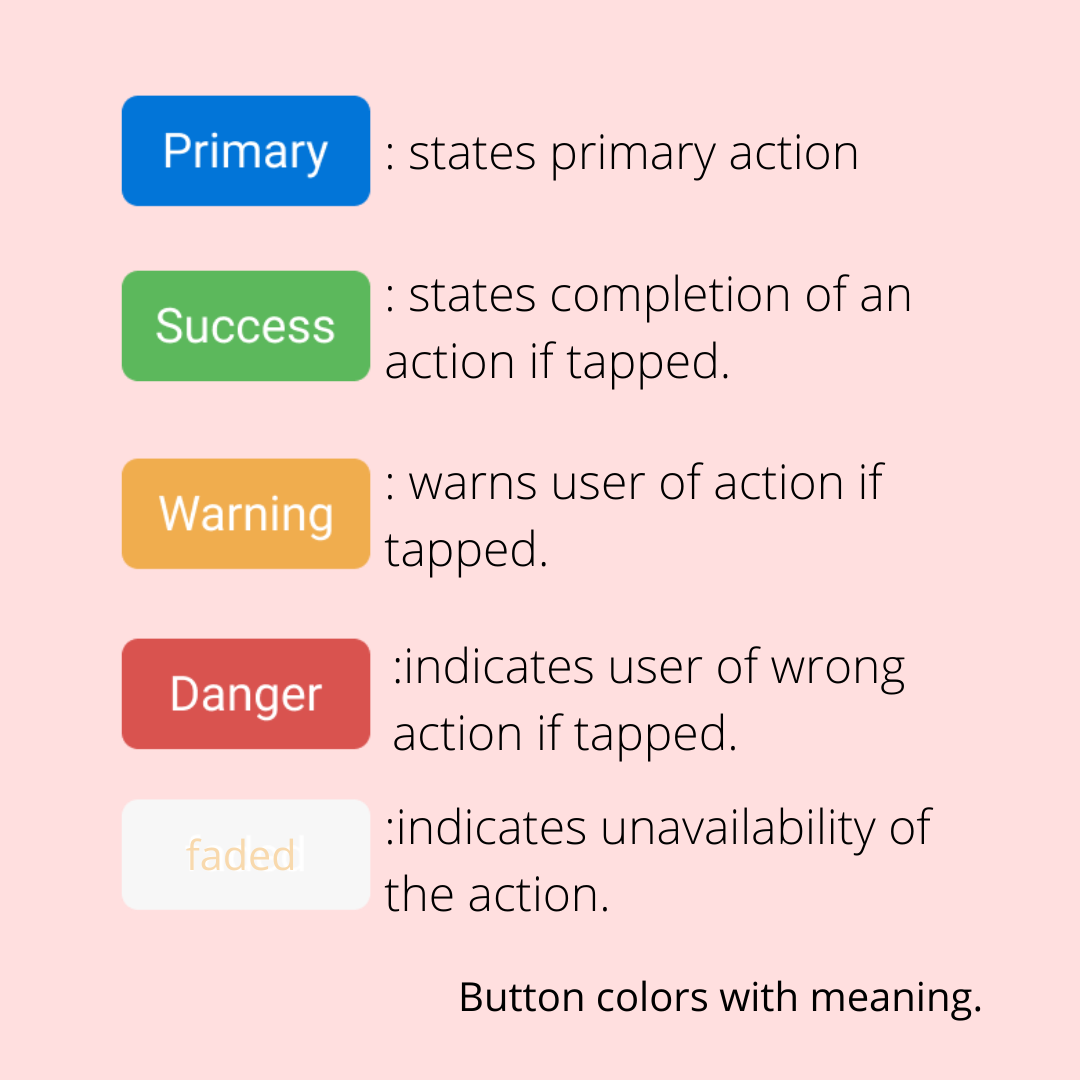 Primary : states primary action
Success : states completion of an
action if tapped.
Warning : warns user of action if
tapped.
Danger :indicates user of wrong
action if tapped.
faded :indicates unavailability of
the action.
Button colors with meaning.